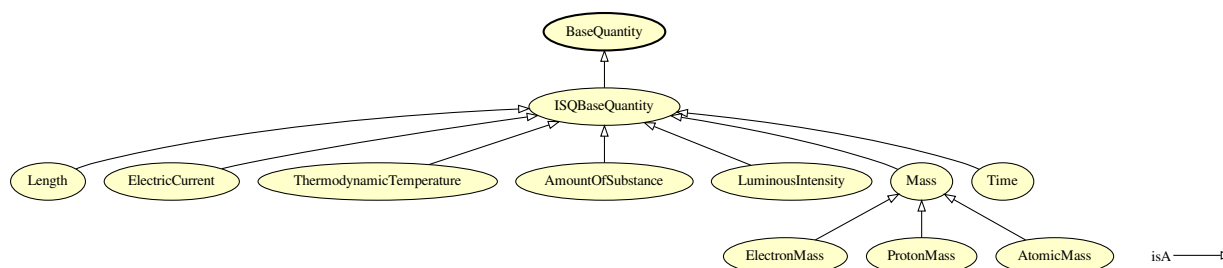 BaseQuantity
ISQBaseQuantity
Length
ElectricCurrent
ThermodynamicTemperature
AmountOfSubstance
LuminousIntensity
Mass
Time
ElectronMass
ProtonMass
AtomicMass
isA